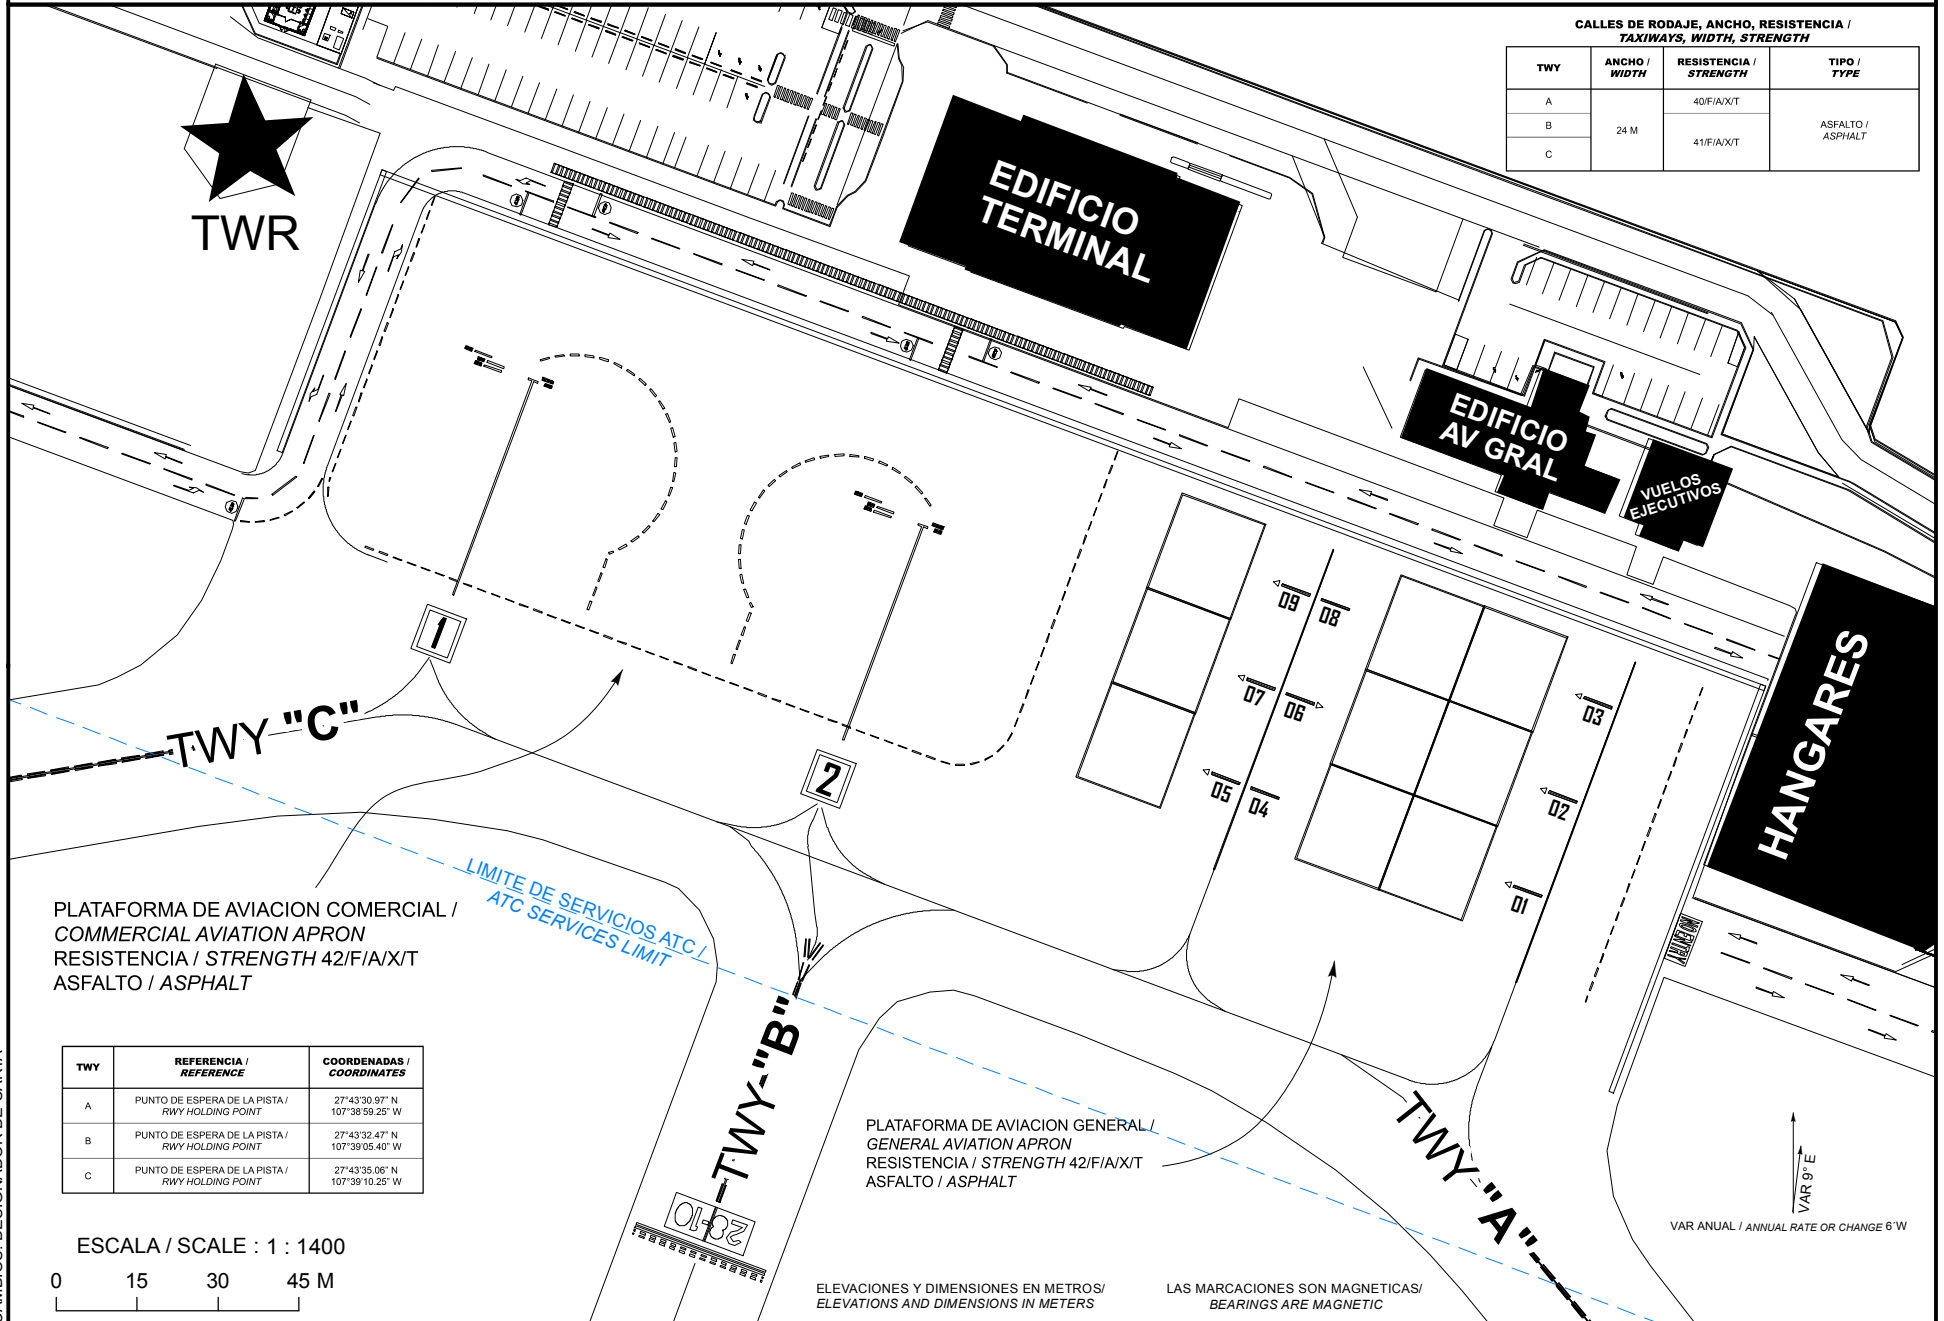 CALLES DE RODAJE, ANCHO, RESISTENCIA /
TAXIWAYS, WIDTH, STRENGTH
TWY
ANCHO /
WIDTH
RESISTENCIA /
STRENGTH
TIPO /
TYPE
A
40/F/A/X/T
B
24 M
41/F/A/X/T
ASFALTO /
ASPHALT
C
TWR
EDIFICIO
TERMINAL
EDIFICIO
AV GRAL
VUELOS
EJECUTIVOS
HANGARES
1
2
09
08
07
06
05
04
03
02
01
NO ENTRY
TWY "C"
TWY "B"
TWY "A"
LIMITE DE SERVICIOS ATC /
ATC SERVICES LIMIT
PLATAFORMA DE AVIACION COMERCIAL /
COMMERCIAL AVIATION APRON
RESISTENCIA / STRENGTH 42/F/A/X/T
ASFALTO / ASPHALT
TWY
REFERENCIA /
REFERENCE
COORDENADAS /
COORDINATES
A
PUNTO DE ESPERA DE LA PISTA /
RWY HOLDING POINT
27°43'30.97" N
107°38'59.25" W
B
PUNTO DE ESPERA DE LA PISTA /
RWY HOLDING POINT
27°43'32.47" N
107°39'05.40" W
C
PUNTO DE ESPERA DE LA PISTA /
RWY HOLDING POINT
27°43'35.06" N
107°39'10.25" W
ESCALA / SCALE : 1 : 1400
0 15 30 45 M
28-10
PLATAFORMA DE AVIACION GENERAL /
GENERAL AVIATION APRON
RESISTENCIA / STRENGTH 42/F/A/X/T
ASFALTO / ASPHALT
VAR 9° E
VAR ANUAL / ANNUAL RATE OR CHANGE 6'W
ELEVACIONES Y DIMENSIONES EN METROS/
ELEVATIONS AND DIMENSIONS IN METERS
LAS MARCACIONES SON MAGNETICAS/
BEARINGS ARE MAGNETIC